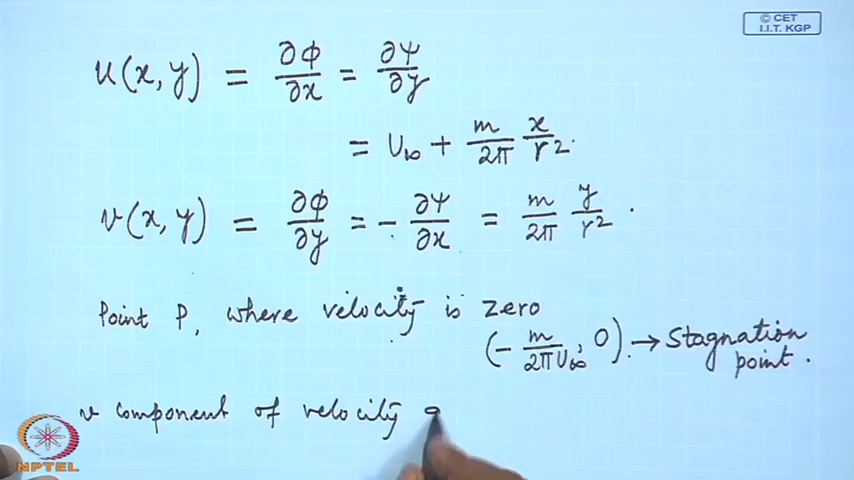 © CET
I.I.T. KGP
u(x, y) = ∂ϕ/∂x = ∂Ψ/∂y
= U∞ + m/2π x/r².
v(x, y) = ∂ϕ/∂y = - ∂Ψ/∂x = m/2π y/r².
Point P, where velocity is zero
(- m/2πU∞, 0). → Stagnation
point.
v component of velocity
NPTEL